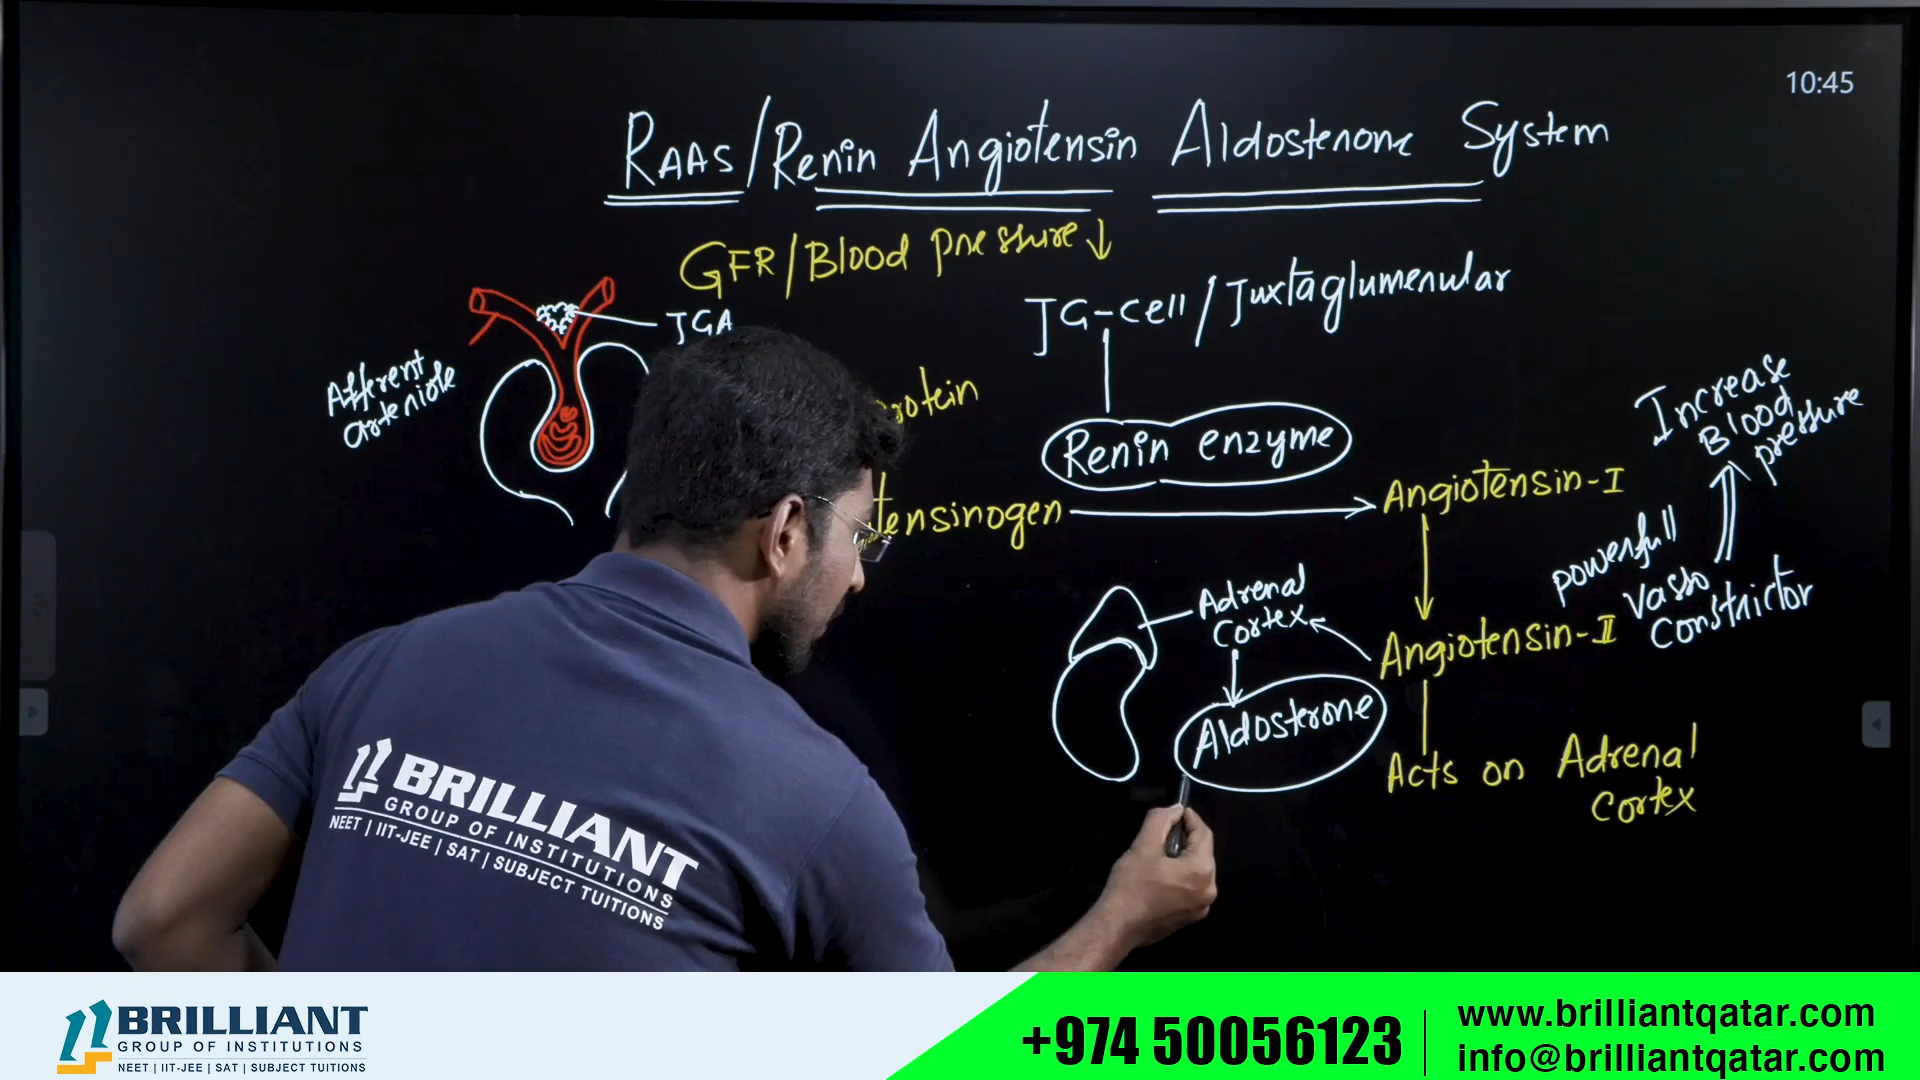 10:45
RAAS/Renin Angiotensin Aldostenone System
GFR/Blood pressure ↓
JG-cell/Juxtaglumenular
JGA
Afferent
arteriole
rotein
Renin enzyme
Increase
Blood
pressure
tensinogen → Angiotensin-I
powerfull
Vasso
Constrictor
Adrenal
Cortex
Angiotensin-II
Aldosterone
Acts on Adrenal
Cortex
BRILLIANT
GROUP OF INSTITUTIONS
NEET | IIT-JEE | SAT | SUBJECT TUITIONS
BRILLIANT
GROUP OF INSTITUTIONS
NEET | IIT-JEE | SAT | SUBJECT TUITIONS
+974 50056123
www.brilliantqatar.com
info@brilliantqatar.com